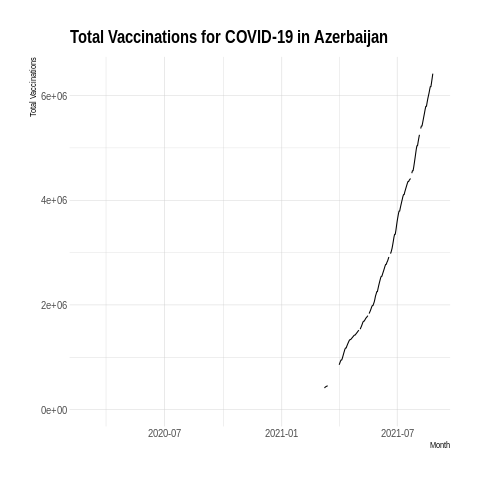 Total Vaccinations for COVID-19 in Azerbaijan
Total Vaccinations
6e+06
4e+06
2e+06
0e+00
2020-07
2021-01
2021-07
Month